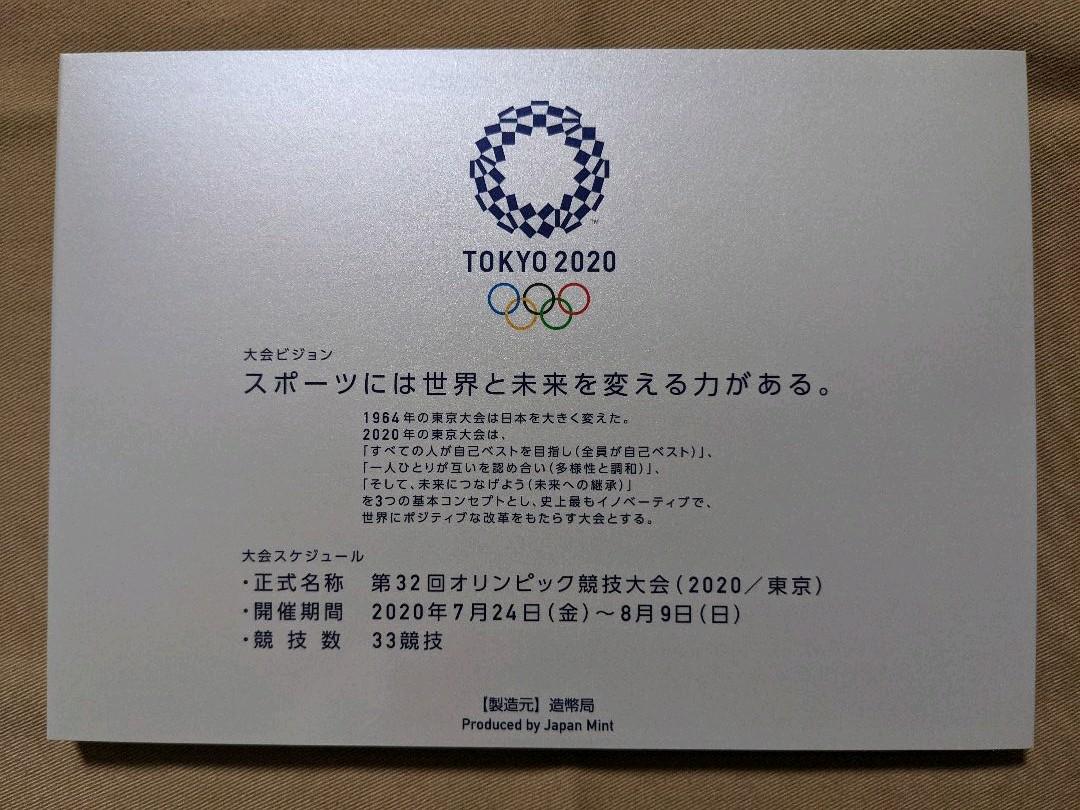 TM
TOKYO 2020
大会ビジョン
スポーツには世界と未来を変える力がある。
1964年の東京大会は日本を大きく変えた。
2020年の東京大会は、
「すべての人が自己ベストを目指し(全員が自己ベスト)」、
「一人ひとりが互いを認め合い(多様性と調和)」、
「そして、未来につなげよう(未来への継承)」
を3つの基本コンセプトとし、史上最もイノベーティブで、
世界にポジティブな改革をもたらす大会とする。
大会スケジュール
・正式名称 第32回オリンピック競技大会(2020/東京)
・開催期間 2020年7月24日(金)～8月9日(日)
・競技数 33競技
【製造元】造幣局
Produced by Japan Mint